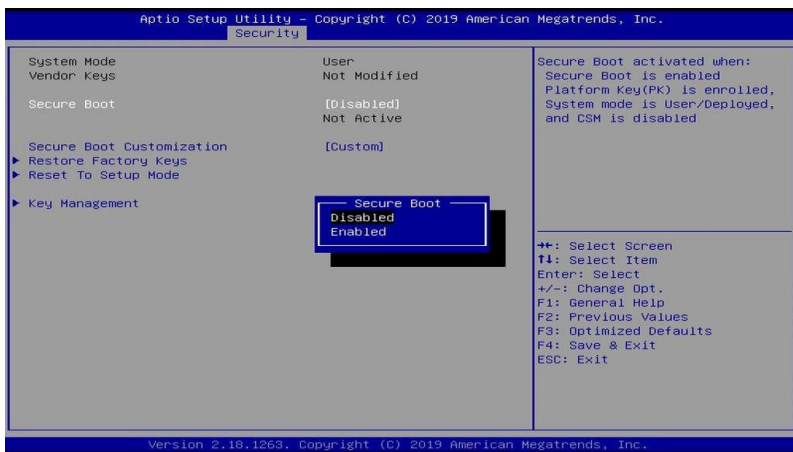 Aptio Setup Utility – Copyright (C) 2019 American Megatrends, Inc.
Security
System Mode User
Vendor Keys Not Modified
Secure Boot [Disabled]
Not Active
Secure Boot Customization [Custom]
▶ Restore Factory Keys
▶ Reset To Setup Mode
▶ Key Management
Secure Boot
Disabled
Enabled
Secure Boot activated when:
Secure Boot is enabled
Platform Key(PK) is enrolled,
System mode is User/Deployed,
and CSM is disabled
→←: Select Screen
↑↓: Select Item
Enter: Select
+/-: Change Opt.
F1: General Help
F2: Previous Values
F3: Optimized Defaults
F4: Save & Exit
ESC: Exit
Version 2.18.1263. Copyright (C) 2019 American Megatrends, Inc.